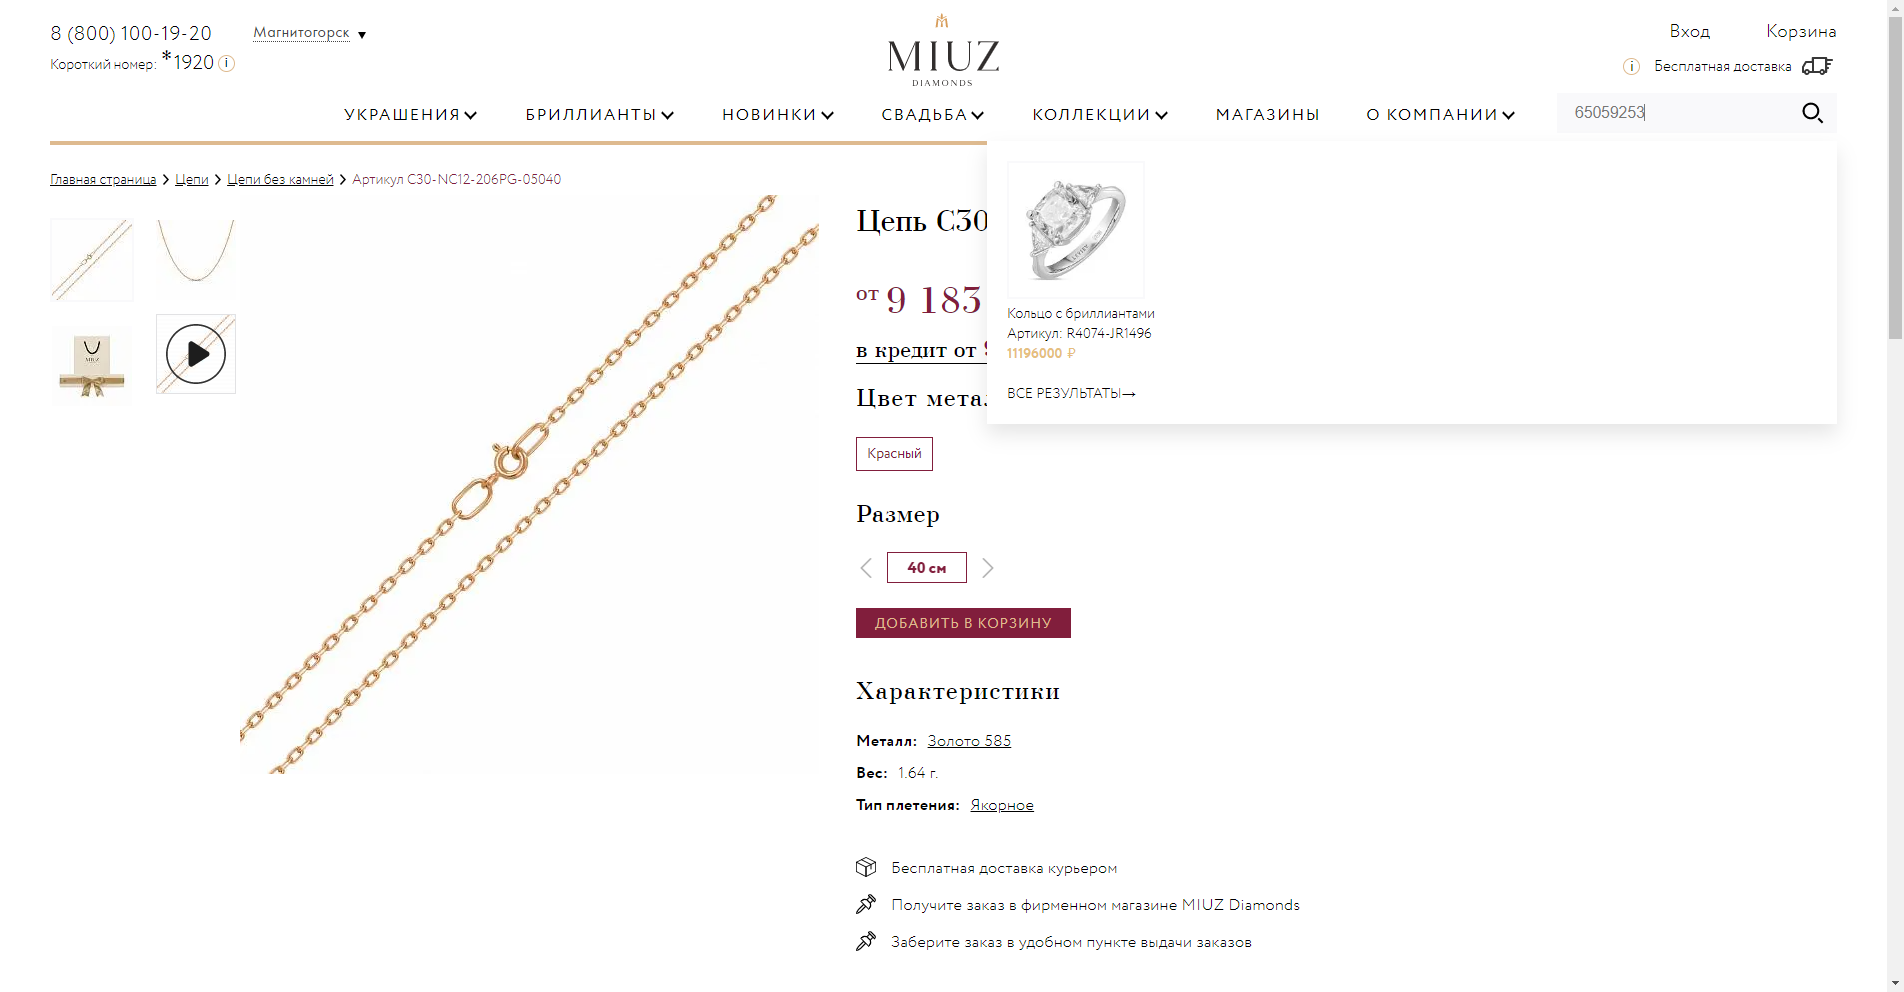 8 (800) 100-19-20
Магнитогорск
Короткий номер: *1920
MIUZ
DIAMONDS
Вход
Корзина
Бесплатная доставка
УКРАШЕНИЯ
БРИЛЛИАНТЫ
НОВИНКИ
СВАДЬБА
КОЛЛЕКЦИИ
МАГАЗИНЫ
О КОМПАНИИ
65059253
Главная страница
Цепи
Цепи без камней
Артикул C30-NC12-206PG-05040
MIUZ
Цепь C30
от 9 183
в кредит от
Цвет метал
Красный
Размер
40 см
ДОБАВИТЬ В КОРЗИНУ
Кольцо с бриллиантами
Артикул: R4074-JR1496
11196000 ₽
ВСЕ РЕЗУЛЬТАТЫ→
Характеристики
Металл: Золото 585
Вес: 1.64 г.
Тип плетения: Якорное
Бесплатная доставка курьером
Получите заказ в фирменном магазине MIUZ Diamonds
Заберите заказ в удобном пункте выдачи заказов